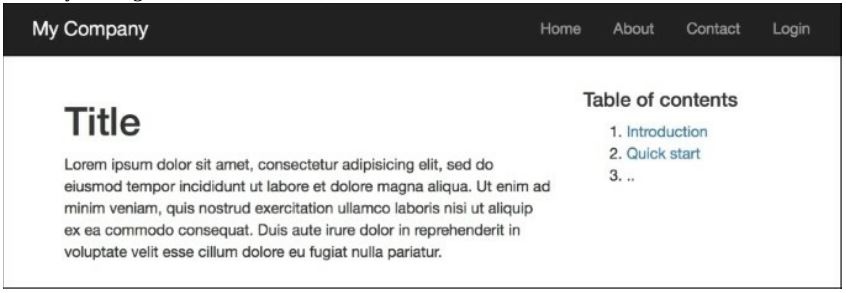 My Company
Home About Contact Login
Title
Lorem ipsum dolor sit amet, consectetur adipisicing elit, sed do
eiusmod tempor incididunt ut labore et dolore magna aliqua. Ut enim ad
minim veniam, quis nostrud exercitation ullamco laboris nisi ut aliquip
ex ea commodo consequat. Duis aute irure dolor in reprehenderit in
voluptate velit esse cillum dolore eu fugiat nulla pariatur.
Table of contents
1. Introduction
2. Quick start
3. ..